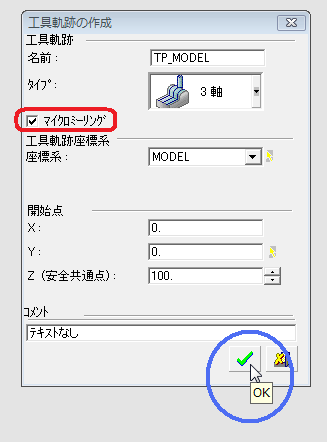 工具軌跡の作成
工具軌跡
名前： TP_MODEL
ﾀｲﾌﾟ： 3 軸
ﾏｲｸﾛﾐｰﾘﾝｸﾞ
工具軌跡座標系
座標系： MODEL
開始点
X： 0.
Y： 0.
Z（安全共通点）： 100.
ｺﾒﾝﾄ
ﾃｷｽﾄなし
OK